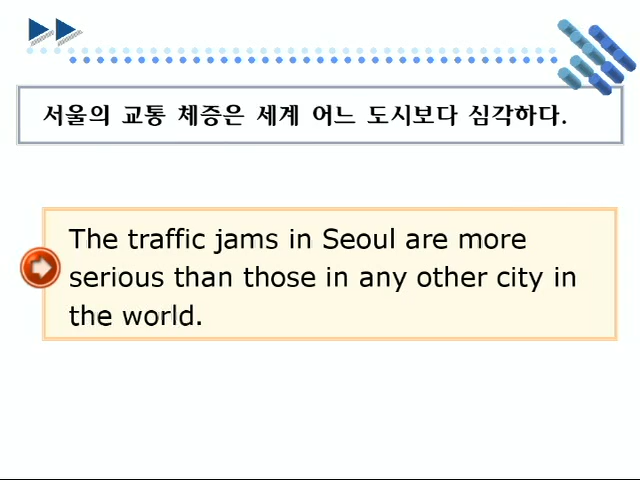 서울의 교통 체증은 세계 어느 도시보다 심각하다.
The traffic jams in Seoul are more
serious than those in any other city in
the world.